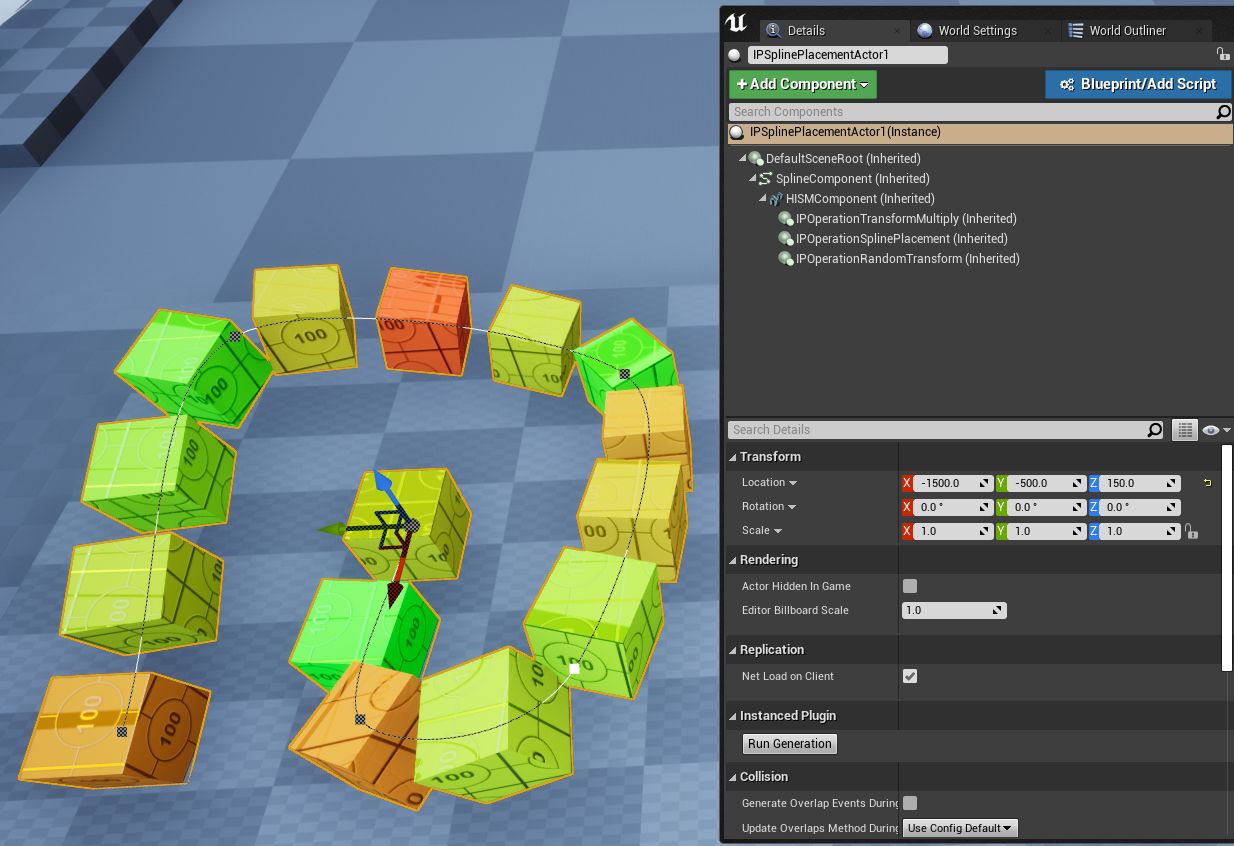 Details
World Settings
World Outliner
IPSplinePlacementActor1
+ Add Component
Blueprint/Add Script
Search Components
IPSplinePlacementActor1(Instance)
DefaultSceneRoot (Inherited)
SplineComponent (Inherited)
HISMComponent (Inherited)
IPOperationTransformMultiply (Inherited)
IPOperationSplinePlacement (Inherited)
IPOperationRandomTransform (Inherited)
Search Details
Transform
Location X -1500.0 Y -500.0 Z 150.0
Rotation X 0.0 ° Y 0.0 ° Z 0.0 °
Scale X 1.0 Y 1.0 Z 1.0
Rendering
Actor Hidden In Game
Editor Billboard Scale 1.0
Replication
Net Load on Client
Instanced Plugin
Run Generation
Collision
Generate Overlap Events During
Update Overlaps Method During Use Config Default
100
100
100
100
100
100
100
100
100
100
100
100